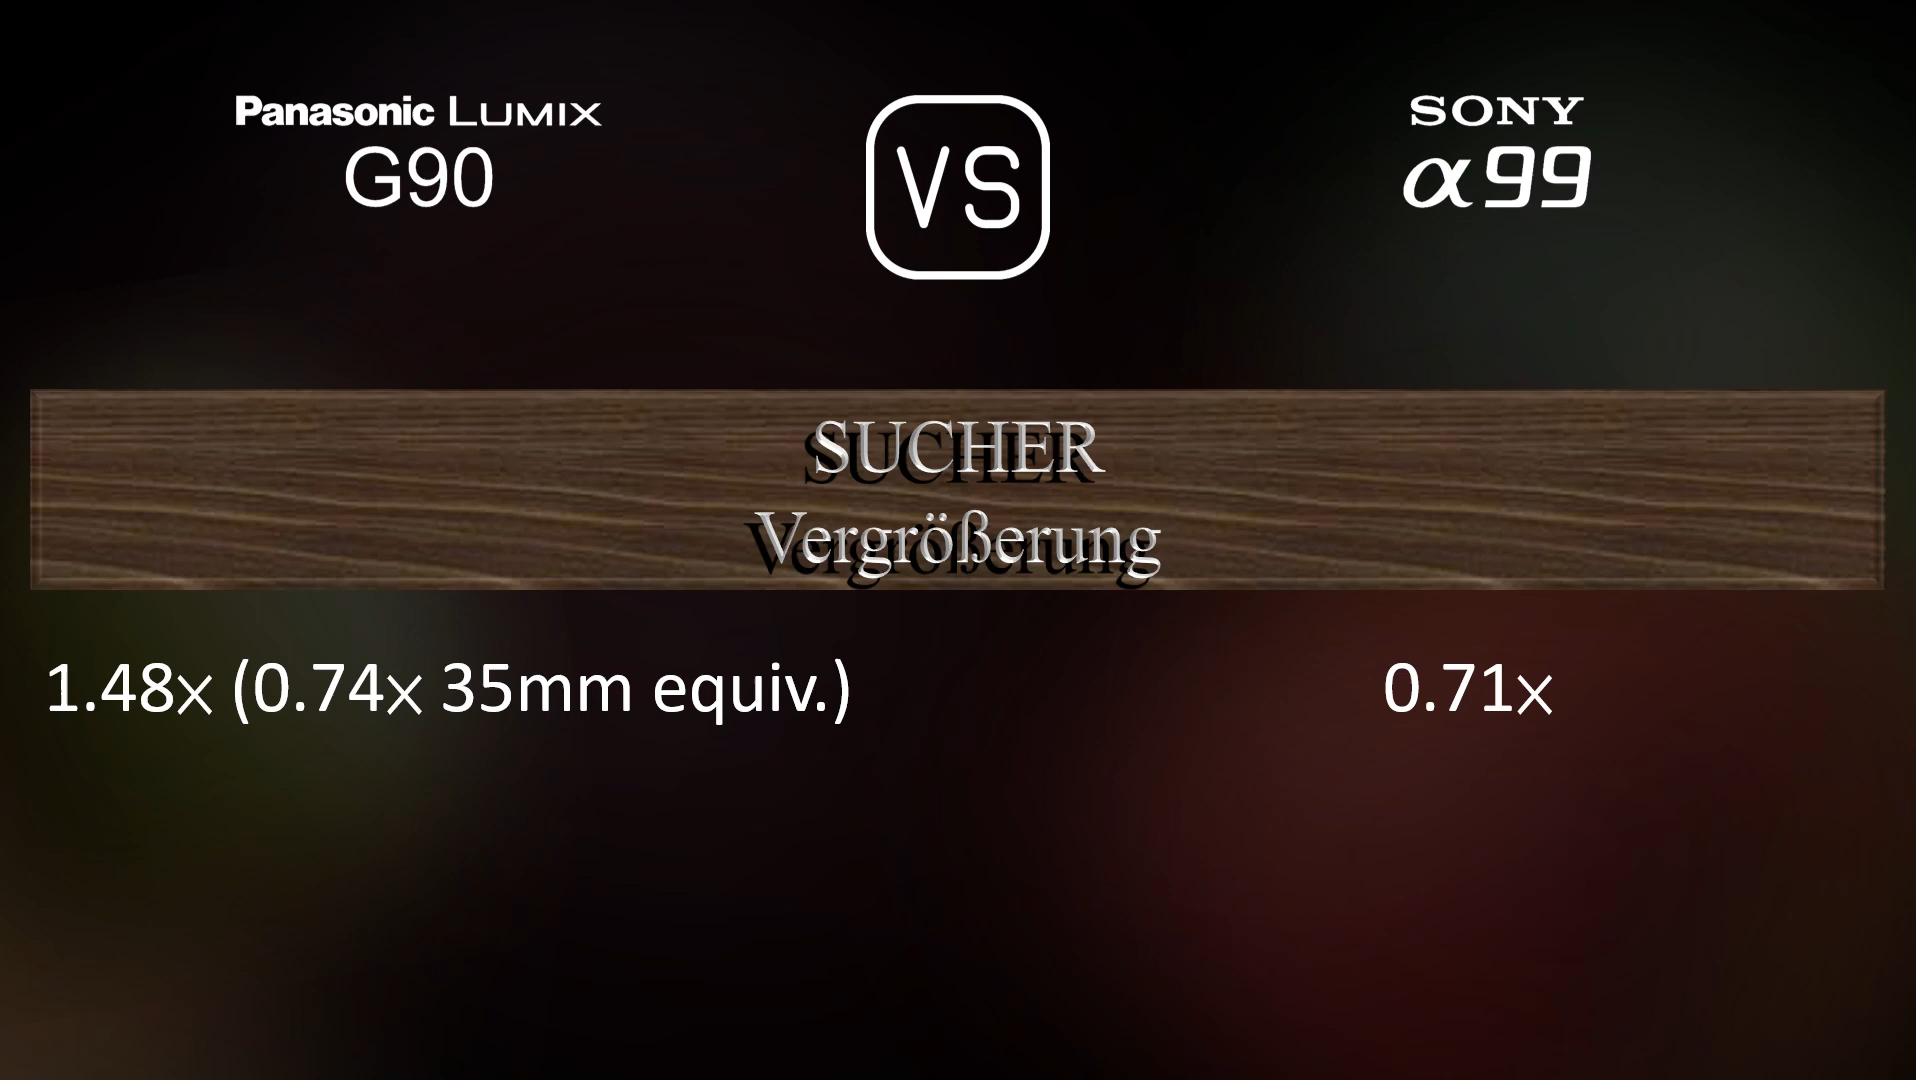 Panasonic LUMIX
G90
VS
SONY
α99
SUCHER
Vergrößerung
1.48x (0.74x 35mm equiv.)
0.71x